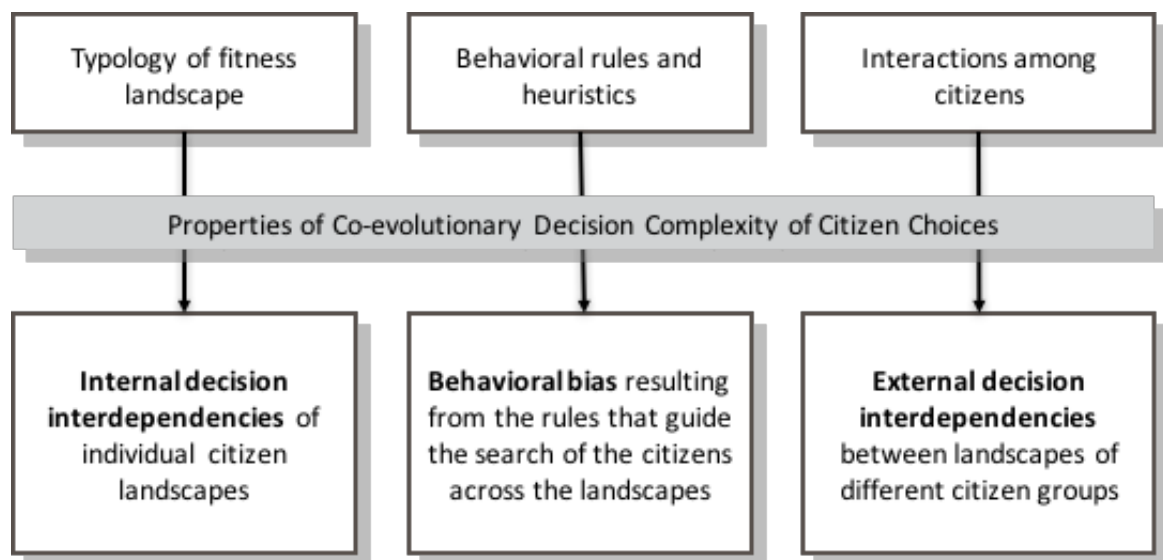 Typology of fitness
landscape
Behavioral rules and
heuristics
Interactions among
citizens
Properties of Co-evolutionary Decision Complexity of Citizen Choices
Internal decision
interdependencies of
individual citizen
landscapes
Behavioral bias resulting
from the rules that guide
the search of the citizens
across the landscapes
External decision
interdependencies
between landscapes of
different citizen groups